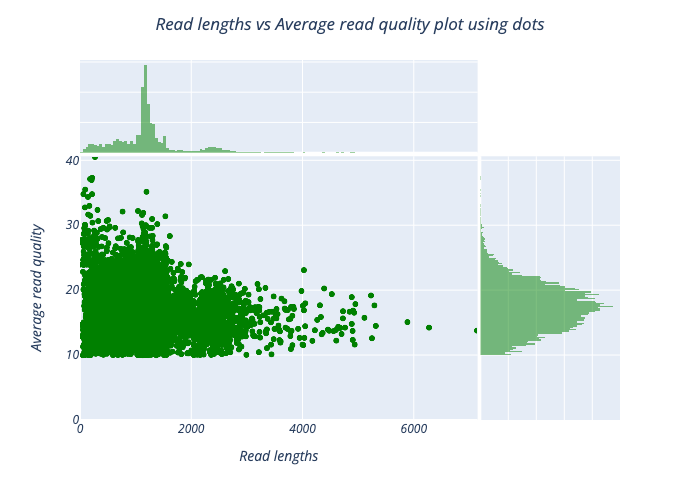 Read lengths vs Average read quality plot using dots
40
30
20
10
0
Average read quality
0 2000 4000 6000
Read lengths